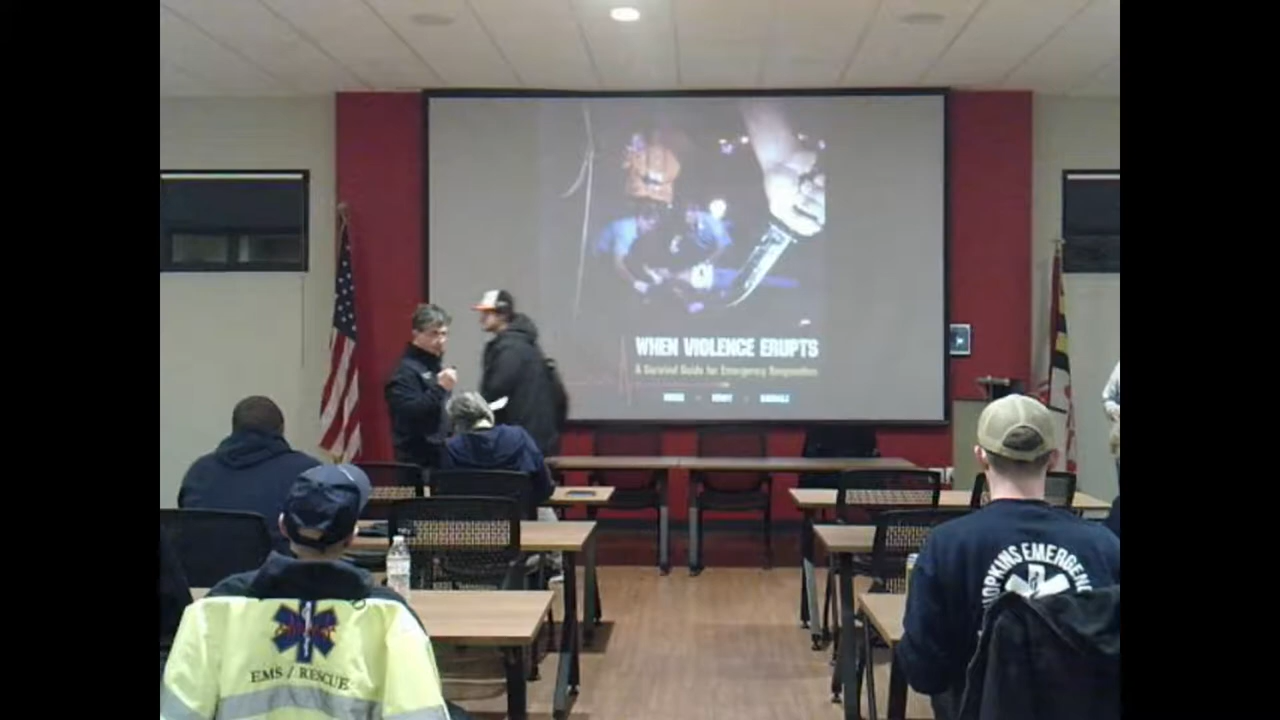 WHEN VIOLENCE ERUPTS
A Survival Guide for Emergency Responders
EMS / RESCUE
HOPKINS EMERGENC